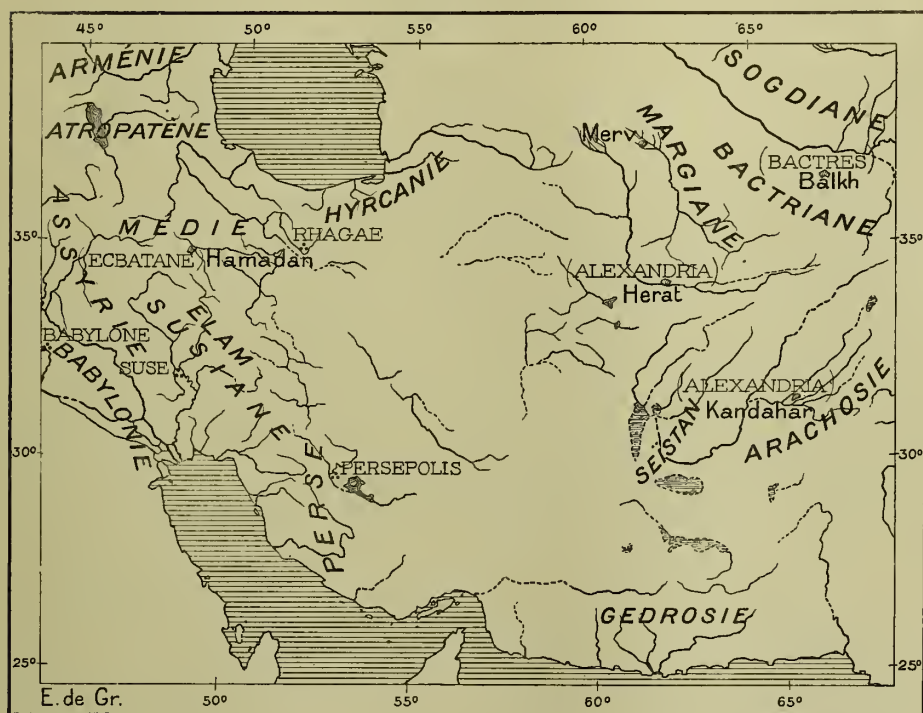 45° 50° 55° 60° 65°
ARMÉNIE
SOGDIANE
ATROPATÈNE
Merv
MARGIANE
BACTRIANE
(BACTRES)
Balkh
HYRCANIE
ASSYRIE
MÉDIE
35°
RHAGAE
35°
(ECBATANE) Hamadan
(ALEXANDRIA)
Herat
ELAM
SUSIANE
BABYLONE
BABYLONIE
SUSE
(ALEXANDRIA)
Kandahar
ARACHOSIE
SEISTAN
30°
30°
PERSE
PERSEPOLIS
GEDROSIE
25°
25°
E. de Gr.
50° 55° 60° 65°